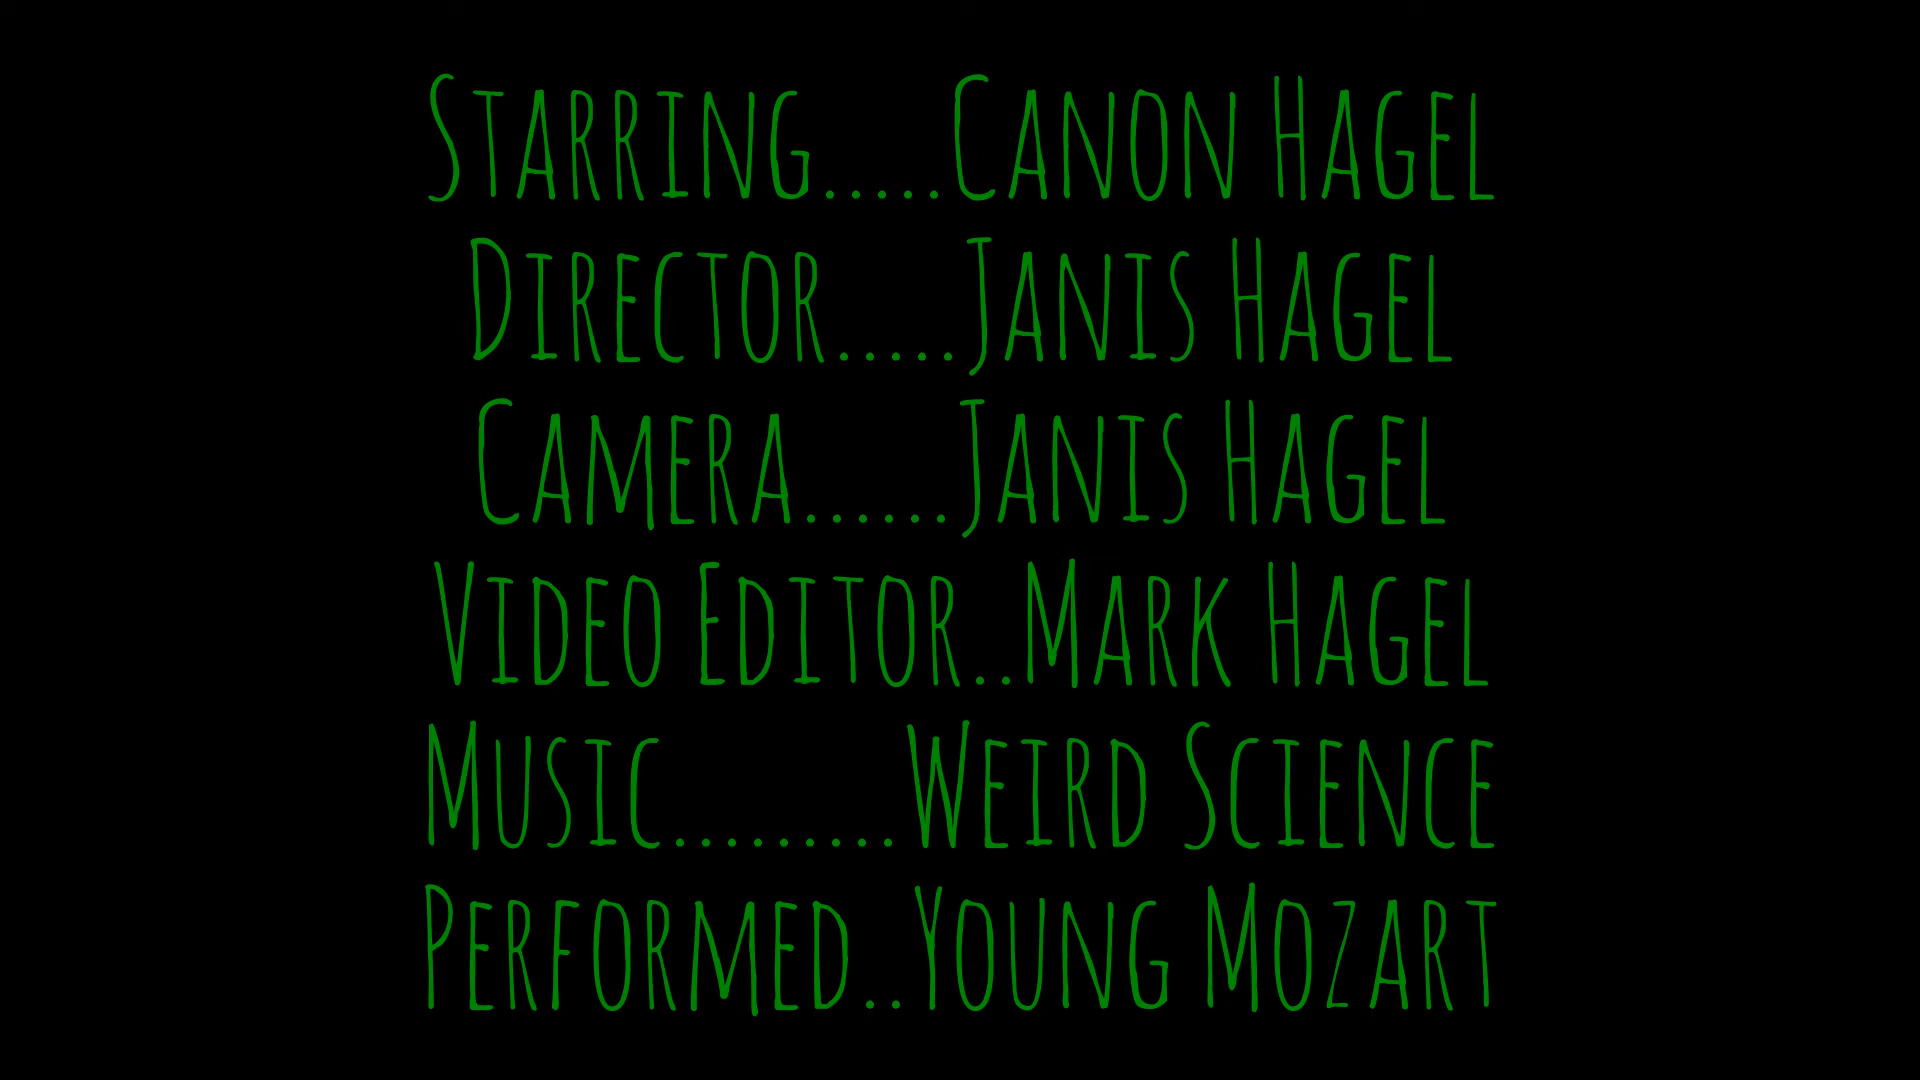 Starring.....Canon Hagel
Director.....Janis Hagel
Camera......Janis Hagel
Video Editor..Mark Hagel
Music.........Weird Science
Performed..Young Mozart